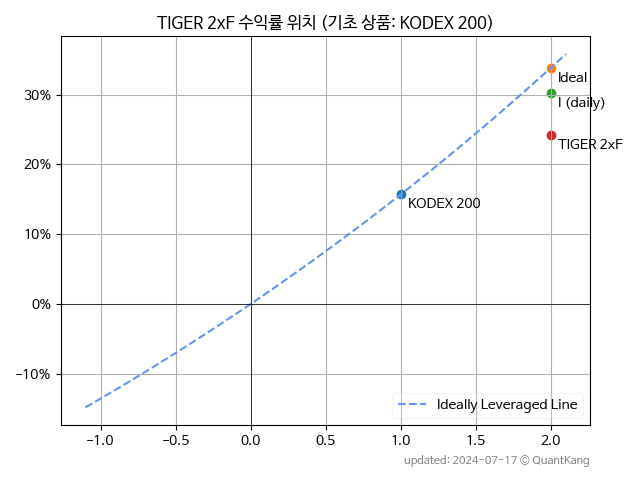 TIGER 2xF 수익률 위치 (기초 상품: KODEX 200)
30%
20%
10%
0%
−10%
Ideal
I (daily)
TIGER 2xF
KODEX 200
Ideally Leveraged Line
−1.0 −0.5 0.0 0.5 1.0 1.5 2.0
updated: 2024-07-17 © QuantKang